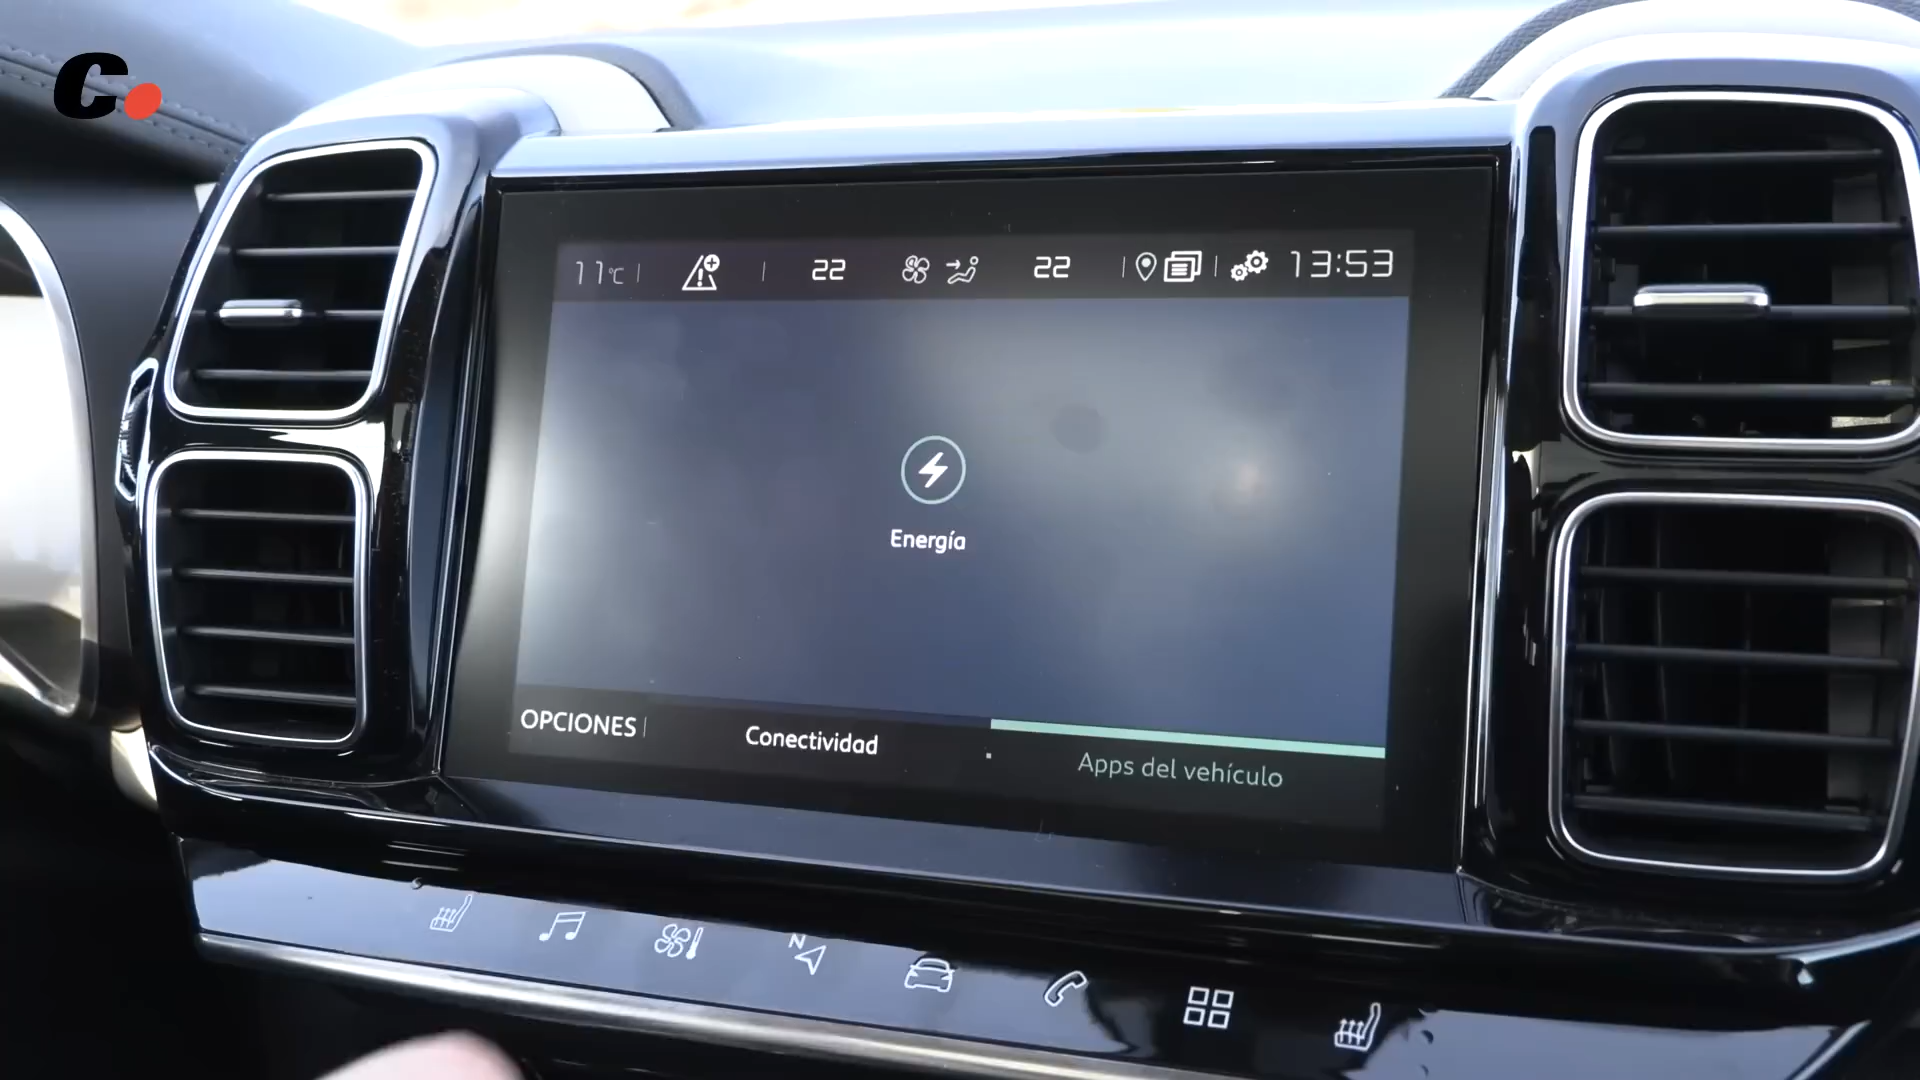 C.
11°C 22 22 13:53
Energía
OPCIONES Conectividad Apps del vehículo
N